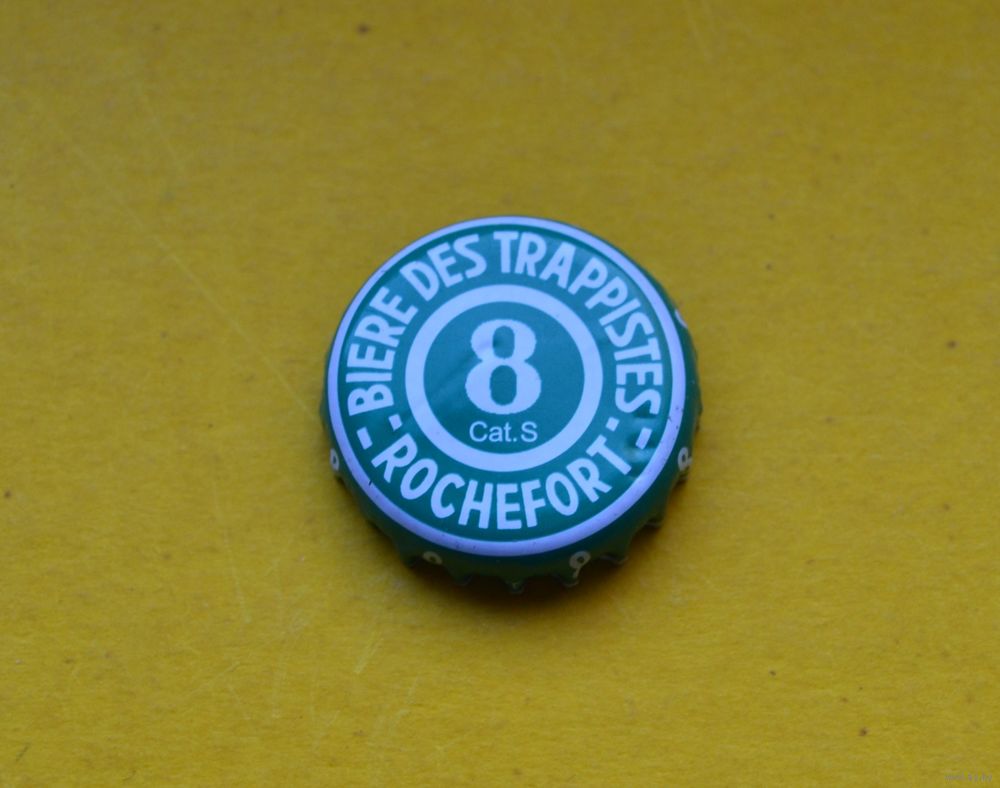 - BIERE DES TRAPPISTES -
8
Cat. S
- ROCHEFORT -